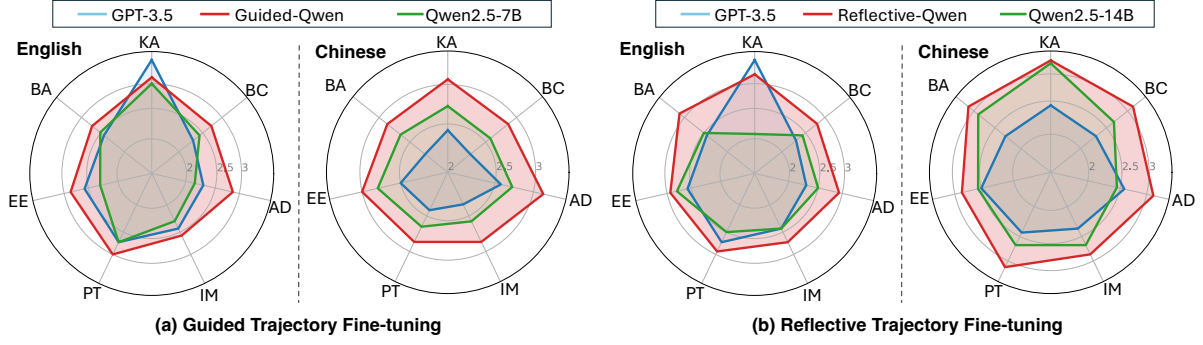 GPT-3.5 Guided-Qwen Qwen2.5-7B
GPT-3.5 Reflective-Qwen Qwen2.5-14B
English
KA
BA
BC
2 2.5 3
EE
AD
PT
IM
Chinese
KA
BA
BC
2 2.5 3
EE
AD
PT
IM
English
KA
BA
BC
2 2.5 3
EE
AD
PT
IM
Chinese
KA
BA
BC
2 2.5 3
EE
AD
PT
IM
(a) Guided Trajectory Fine-tuning
(b) Reflective Trajectory Fine-tuning